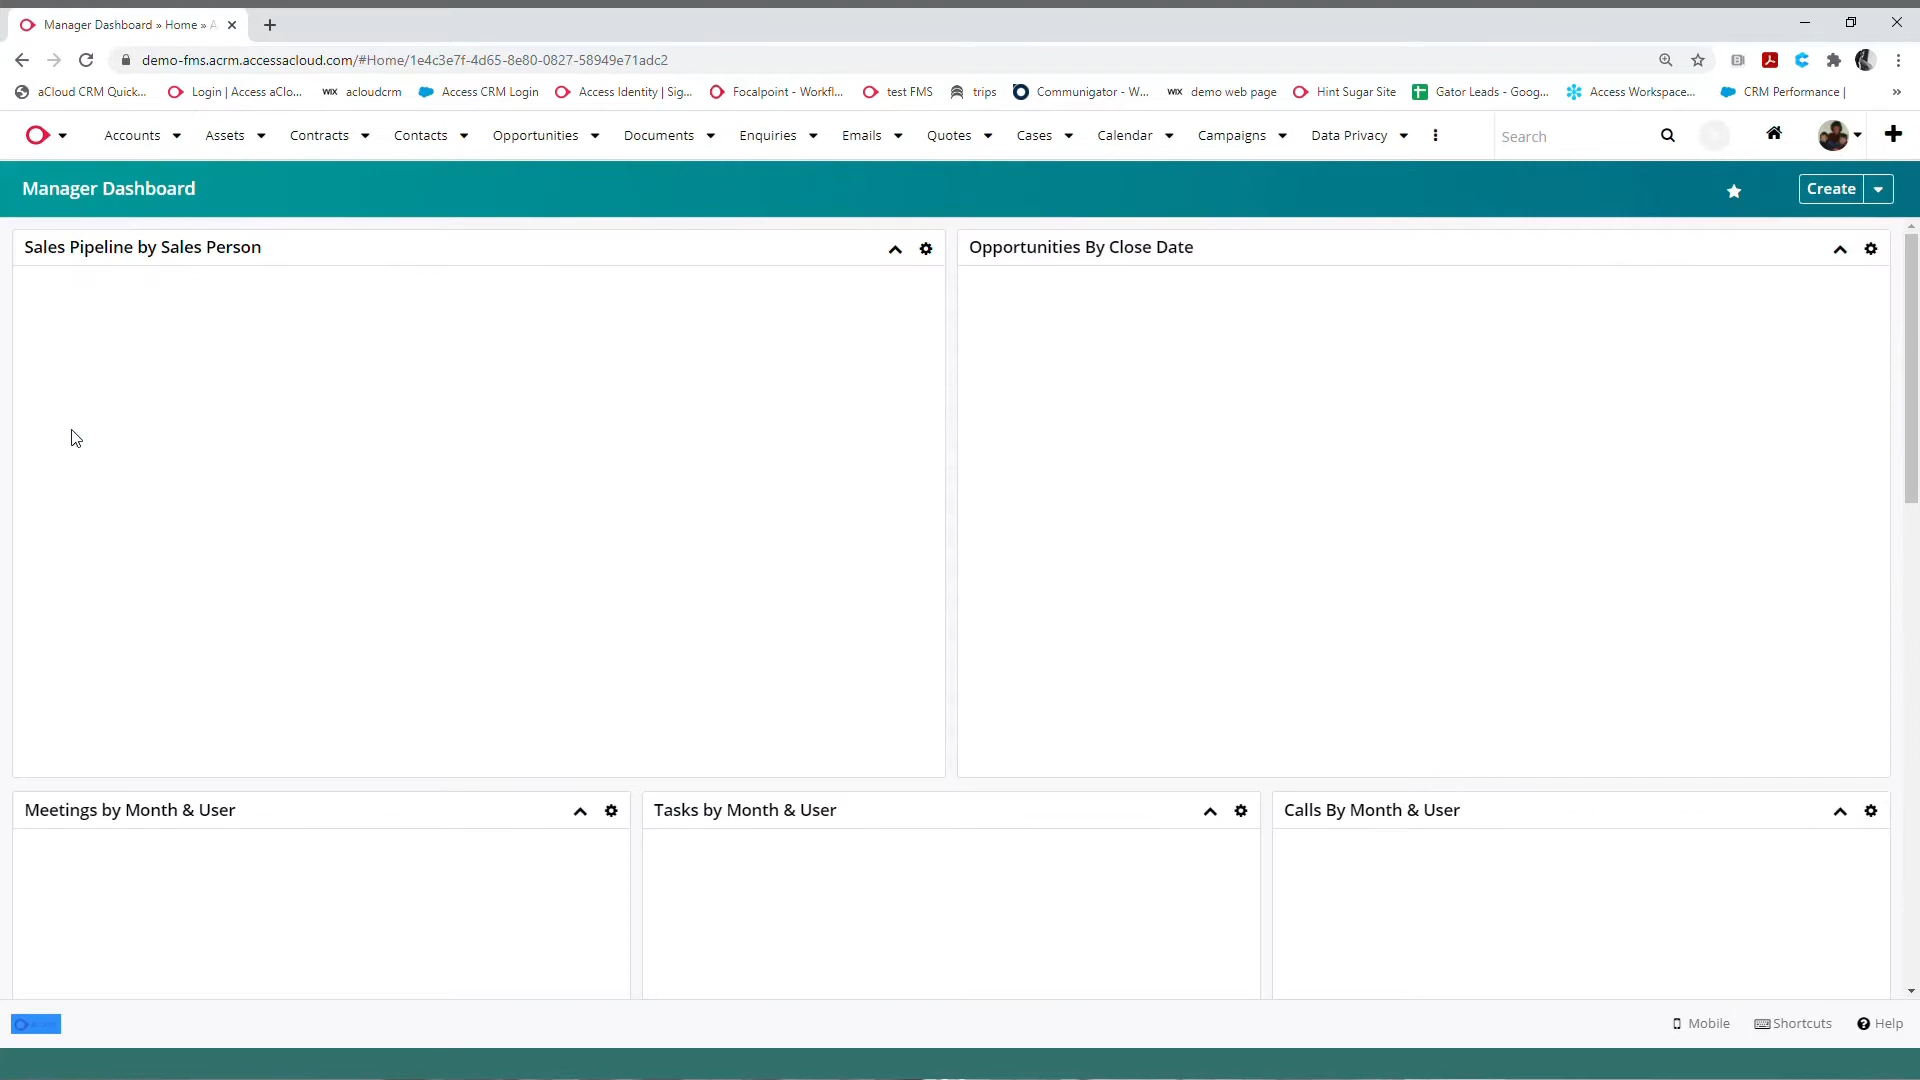 Manager Dashboard » Home » A
demo-fms.acrm.accessacloud.com/#Home/1e4c3e7f-4d65-8e80-0827-58949e71adc2
aCloud CRM Quick... Login | Access aClo... WIX acloudcrm Access CRM Login Access Identity | Sig... Focalpoint - Workfl... test FMS trips Communigator - W... WIX demo web page Hint Sugar Site Gator Leads - Goog... Access Workspace... CRM Performance | »
Accounts Assets Contracts Contacts Opportunities Documents Enquiries Emails Quotes Cases Calendar Campaigns Data Privacy Search
Manager Dashboard Create
Sales Pipeline by Sales Person Opportunities By Close Date
Meetings by Month & User Tasks by Month & User Calls By Month & User
Mobile Shortcuts Help